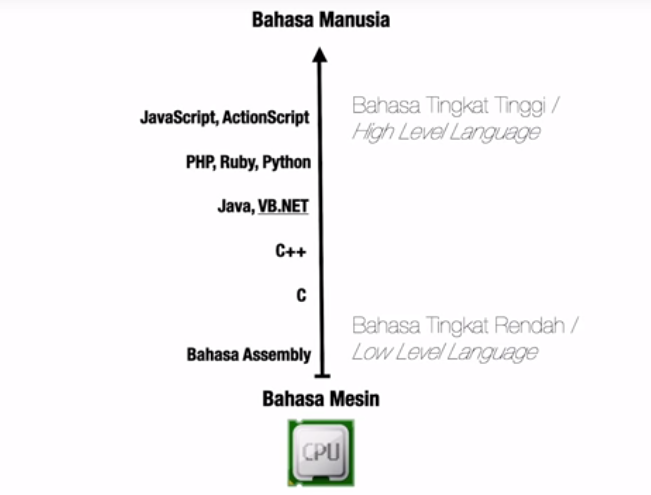 Bahasa Manusia
JavaScript, ActionScript
Bahasa Tingkat Tinggi /
High Level Language
PHP, Ruby, Python
Java, VB.NET
C++
C
Bahasa Tingkat Rendah /
Low Level Language
Bahasa Assembly
Bahasa Mesin
CPU